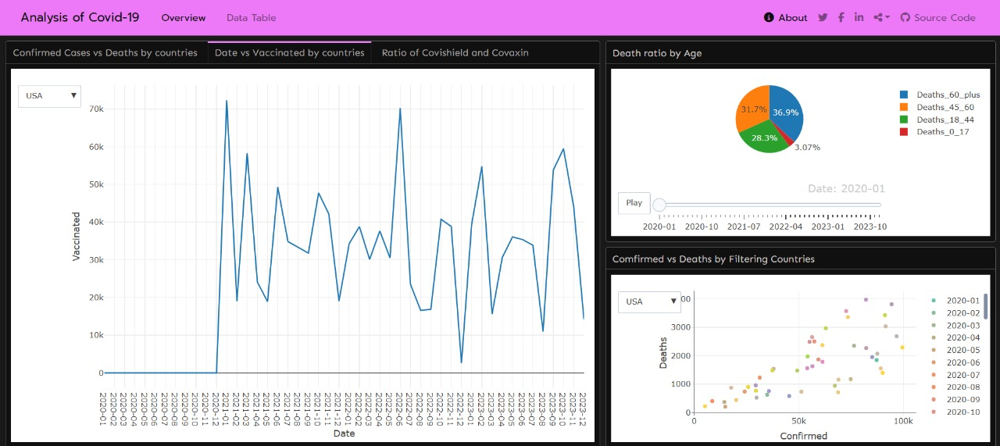 Analysis of Covid-19 Overview Data Table About Source Code
Confirmed Cases vs Deaths by countries Date vs Vaccinated by countries Ratio of Covishield and Covaxin
USA
70k
60k
50k
40k
30k
20k
10k
0
Vaccinated
2020-01 2020-02 2020-03 2020-04 2020-05 2020-06 2020-07 2020-08 2020-09 2020-10 2020-11 2020-12 2021-01 2021-02 2021-03 2021-04 2021-05 2021-06 2021-07 2021-08 2021-09 2021-10 2021-11 2021-12 2022-01 2022-02 2022-03 2022-04 2022-05 2022-06 2022-07 2022-08 2022-09 2022-10 2022-11 2022-12 2023-01 2023-02 2023-03 2023-04 2023-05 2023-06 2023-07 2023-08 2023-09 2023-10 2023-11 2023-12
Date
Death ratio by Age
31.7%
36.9%
28.3%
3.07%
Deaths_60_plus
Deaths_45_60
Deaths_18_44
Deaths_0_17
Date: 2020-01
Play
2020-01 2020-10 2021-07 2022-04 2023-01 2023-10
Comfirmed vs Deaths by Filtering Countries
USA
3000
2000
1000
0
Deaths
0 50k 100k
Confirmed
2020-01
2020-02
2020-03
2020-04
2020-05
2020-06
2020-07
2020-08
2020-09
2020-10